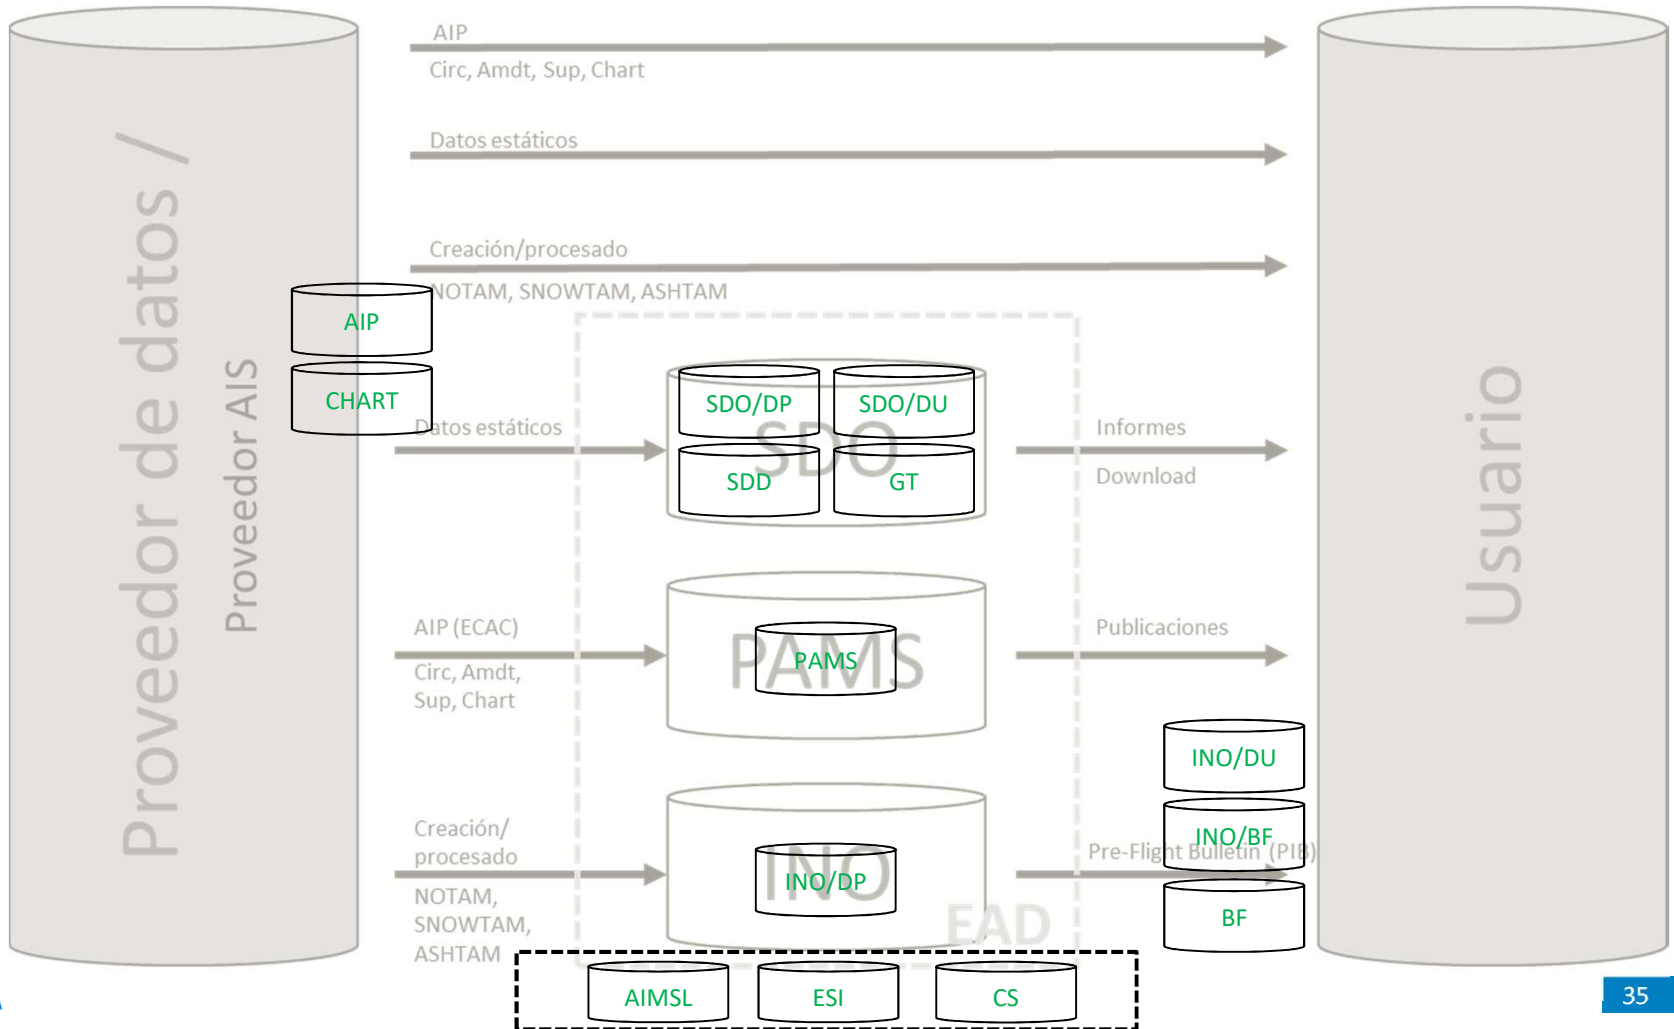 AIP
Circ, Amdt, Sup, Chart
Datos estáticos
Creación/procesado
NOTAM, SNOWTAM, ASHTAM
Proveedor de datos /
Proveedor AIS
AIP
CHART
Datos estáticos
SDO
SDO/DP
SDO/DU
SDD
GT
Informes
Download
AIP (ECAC)
Circ, Amdt,
Sup, Chart
PAMS
PAMS
Publicaciones
Creación/
procesado
NOTAM,
SNOWTAM,
ASHTAM
INO
INO/DP
EAD
INO/DU
INO/BF
Pre-Flight Bulletin (PIB)
BF
Usuario
AIMSL
ESI
CS
35